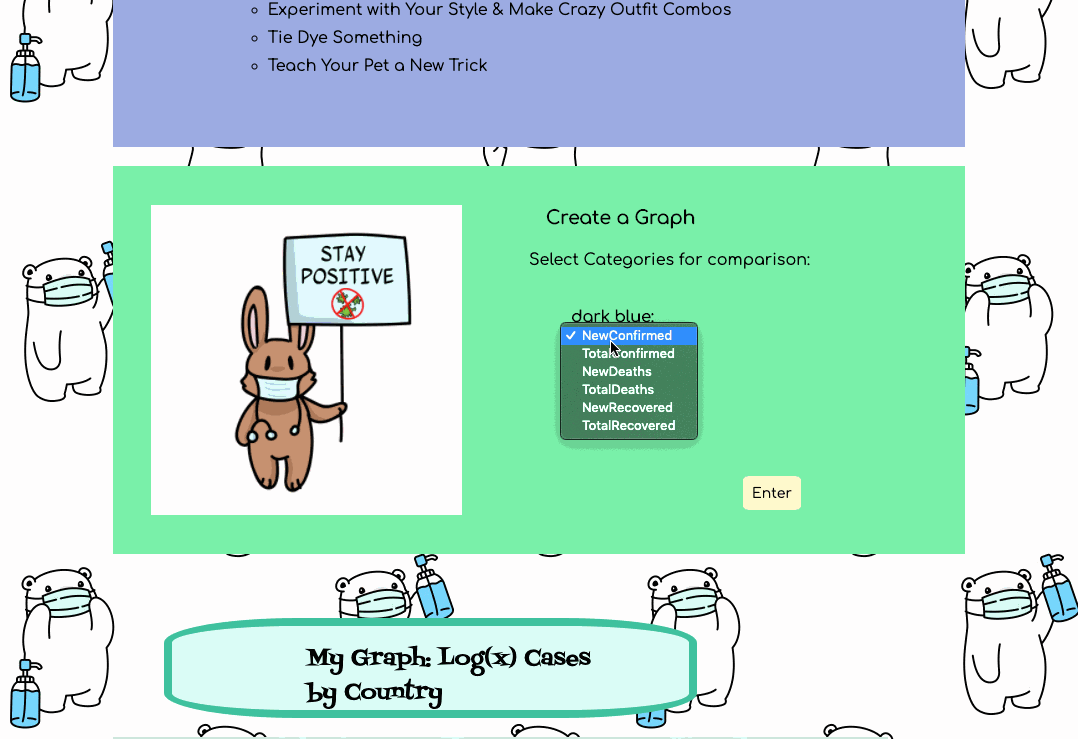 Experiment with Your Style & Make Crazy Outfit Combos
Tie Dye Something
Teach Your Pet a New Trick
STAY
POSITIVE
Create a Graph
Select Categories for comparison:
dark blue:
✓ NewConfirmed
TotalConfirmed
NewDeaths
TotalDeaths
NewRecovered
TotalRecovered
Enter
My Graph: Log(x) Cases
by Country